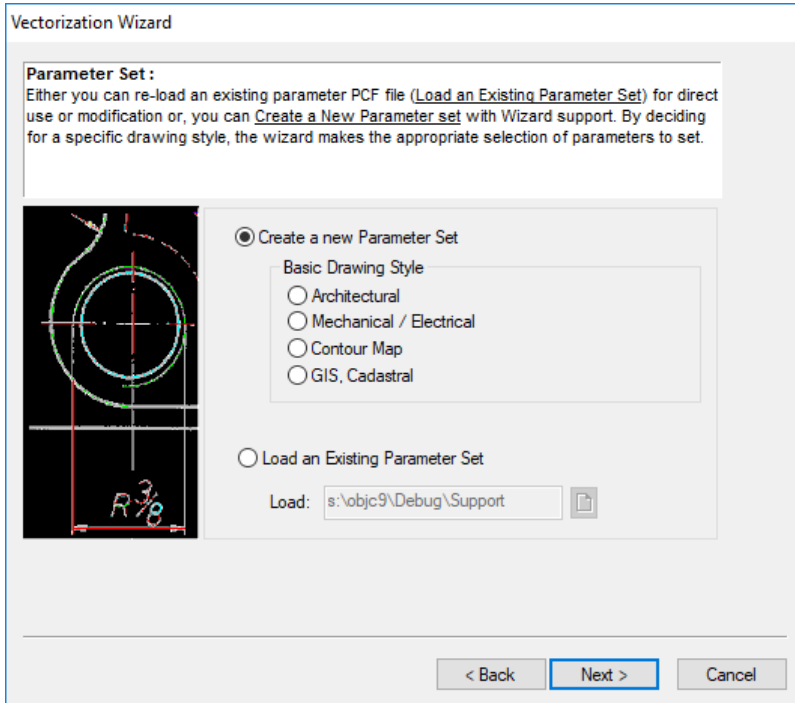 Vectorization Wizard
Parameter Set :
Either you can re-load an existing parameter PCF file (Load an Existing Parameter Set) for direct
use or modification or, you can Create a New Parameter set with Wizard support. By deciding
for a specific drawing style, the wizard makes the appropriate selection of parameters to set.
Create a new Parameter Set
Basic Drawing Style
Architectural
Mechanical / Electrical
Contour Map
GIS, Cadastral
Load an Existing Parameter Set
Load: s:\objc9\Debug\Support
R 3/8
< Back Next > Cancel